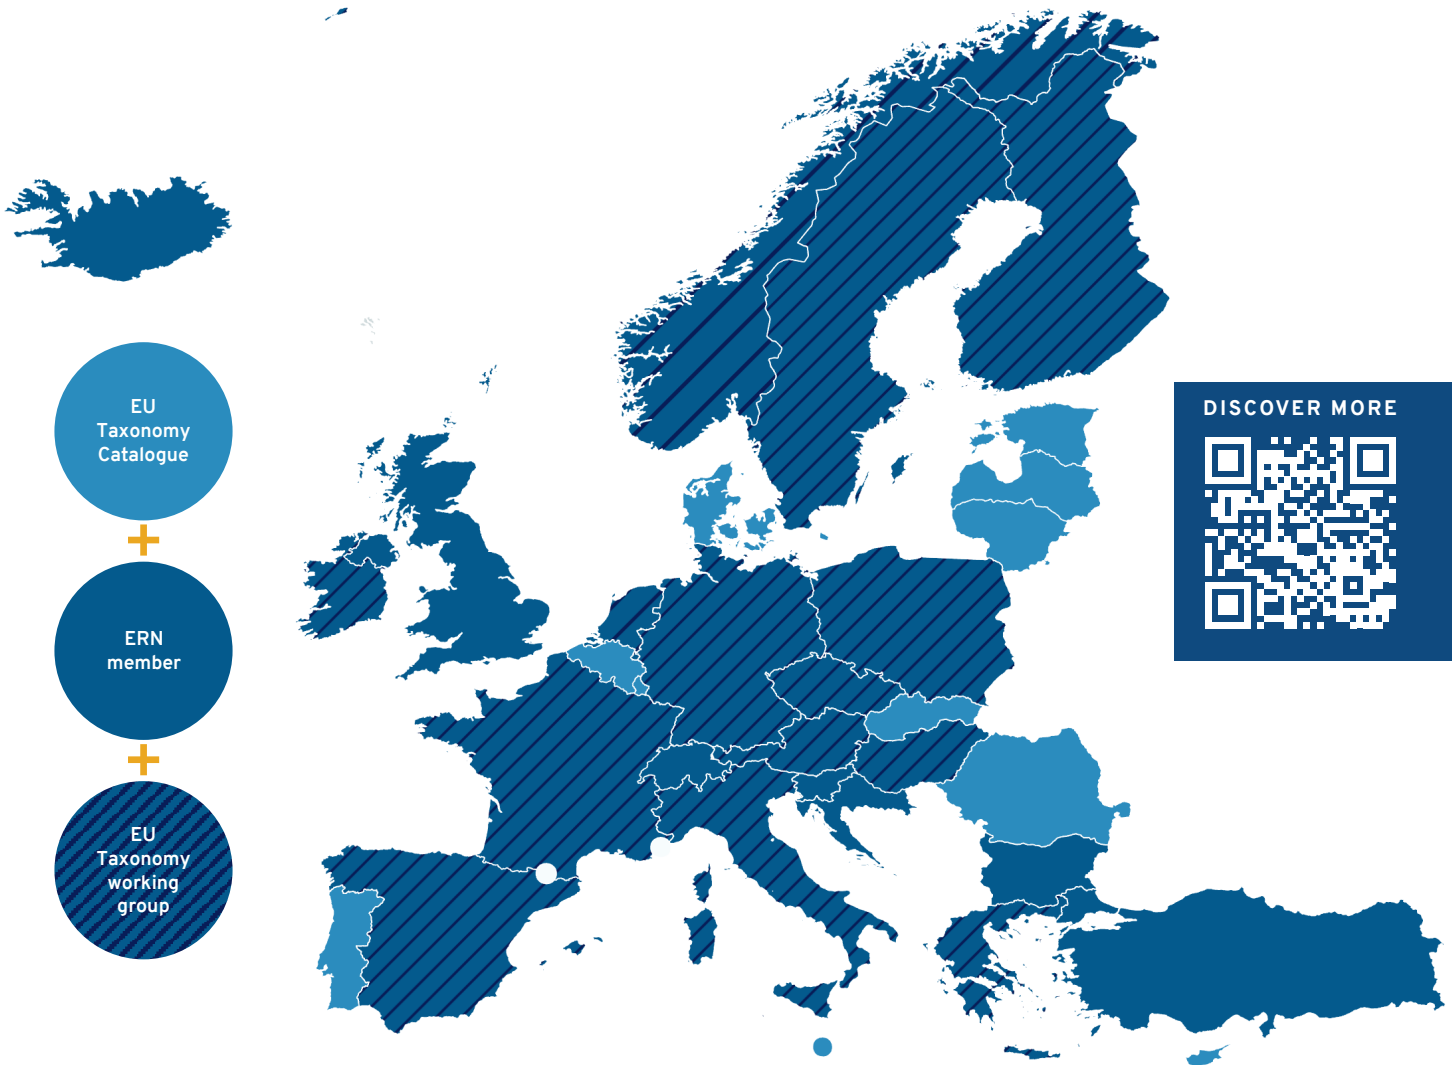 EU
Taxonomy
Catalogue
ERN
member
EU
Taxonomy
working
group
DISCOVER MORE